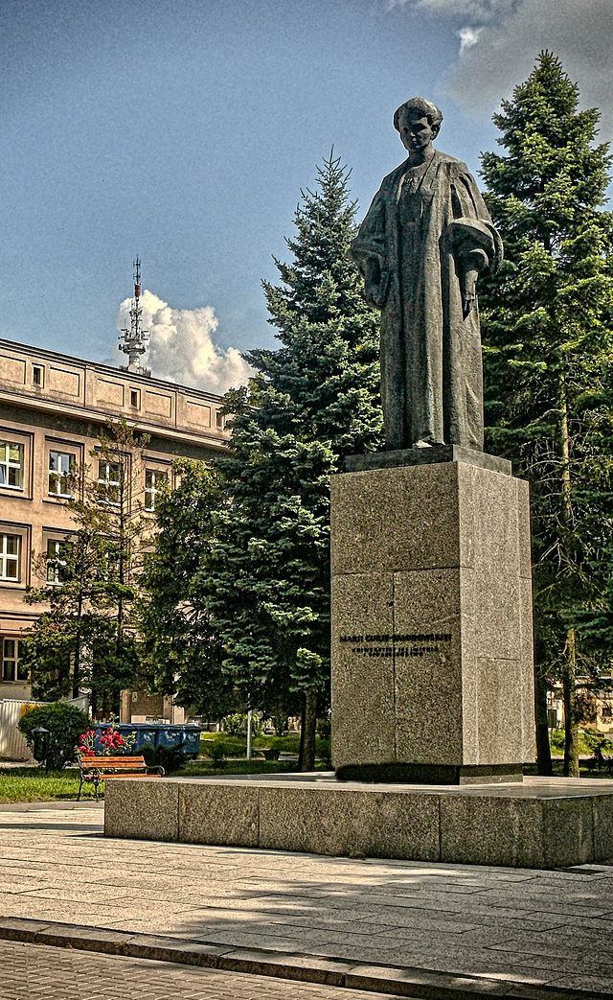 MARII CURIE-SKŁODOWSKIEJ
UNIWERSYTET JEJ IMIENIA